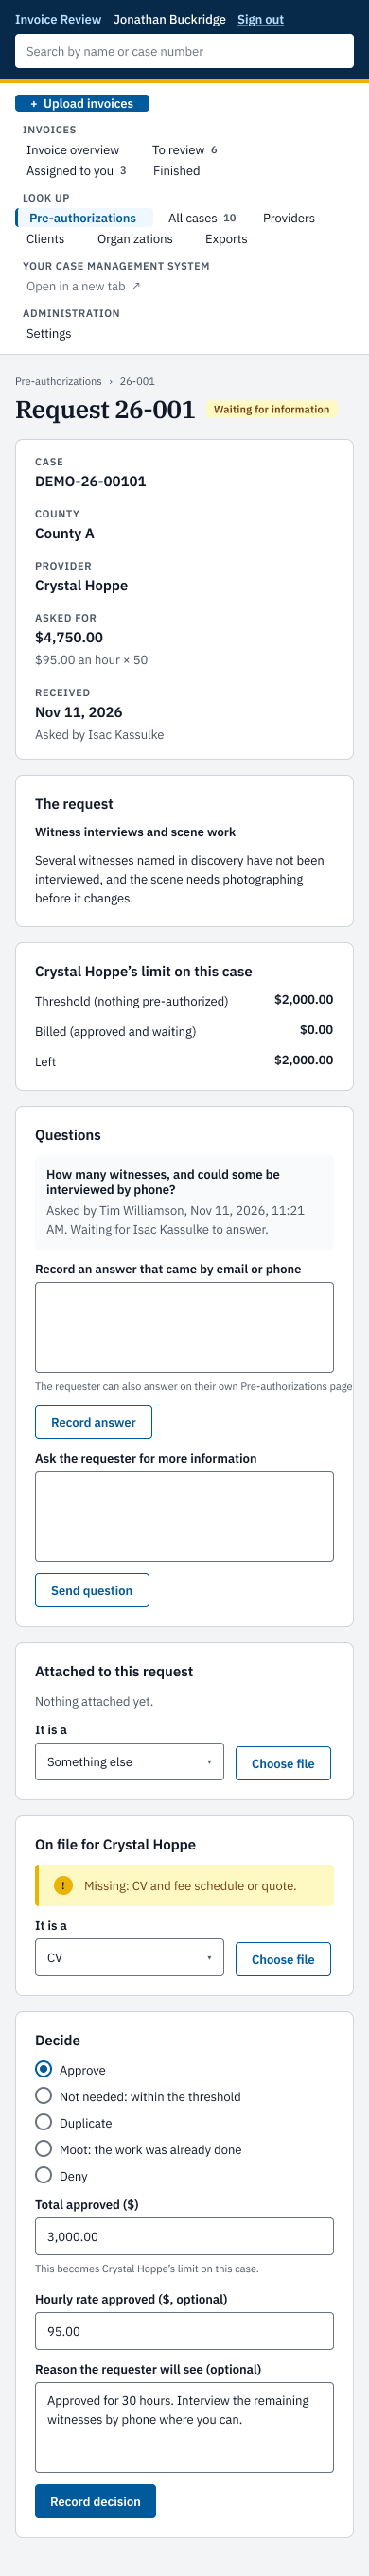 Invoice Review Jonathan Buckridge Sign out
Search by name or case number
+ Upload invoices
INVOICES
Invoice overview To review 6
Assigned to you 3 Finished
LOOK UP
Pre-authorizations All cases 10 Providers
Clients Organizations Exports
YOUR CASE MANAGEMENT SYSTEM
Open in a new tab ↗
ADMINISTRATION
Settings
Pre-authorizations › 26-001
Request 26-001 Waiting for information
CASE
DEMO-26-00101
COUNTY
County A
PROVIDER
Crystal Hoppe
ASKED FOR
$4,750.00
$95.00 an hour × 50
RECEIVED
Nov 11, 2026
Asked by Isac Kassulke
The request
Witness interviews and scene work
Several witnesses named in discovery have not been
interviewed, and the scene needs photographing
before it changes.
Crystal Hoppe’s limit on this case
Threshold (nothing pre-authorized) $2,000.00
Billed (approved and waiting) $0.00
Left $2,000.00
Questions
How many witnesses, and could some be
interviewed by phone?
Asked by Tim Williamson, Nov 11, 2026, 11:21
AM. Waiting for Isac Kassulke to answer.
Record an answer that came by email or phone
The requester can also answer on their own Pre-authorizations page
Record answer
Ask the requester for more information
Send question
Attached to this request
Nothing attached yet.
It is a
Something else Choose file
On file for Crystal Hoppe
! Missing: CV and fee schedule or quote.
It is a
CV Choose file
Decide
Approve
Not needed: within the threshold
Duplicate
Moot: the work was already done
Deny
Total approved ($)
3,000.00
This becomes Crystal Hoppe’s limit on this case.
Hourly rate approved ($, optional)
95.00
Reason the requester will see (optional)
Approved for 30 hours. Interview the remaining
witnesses by phone where you can.
Record decision